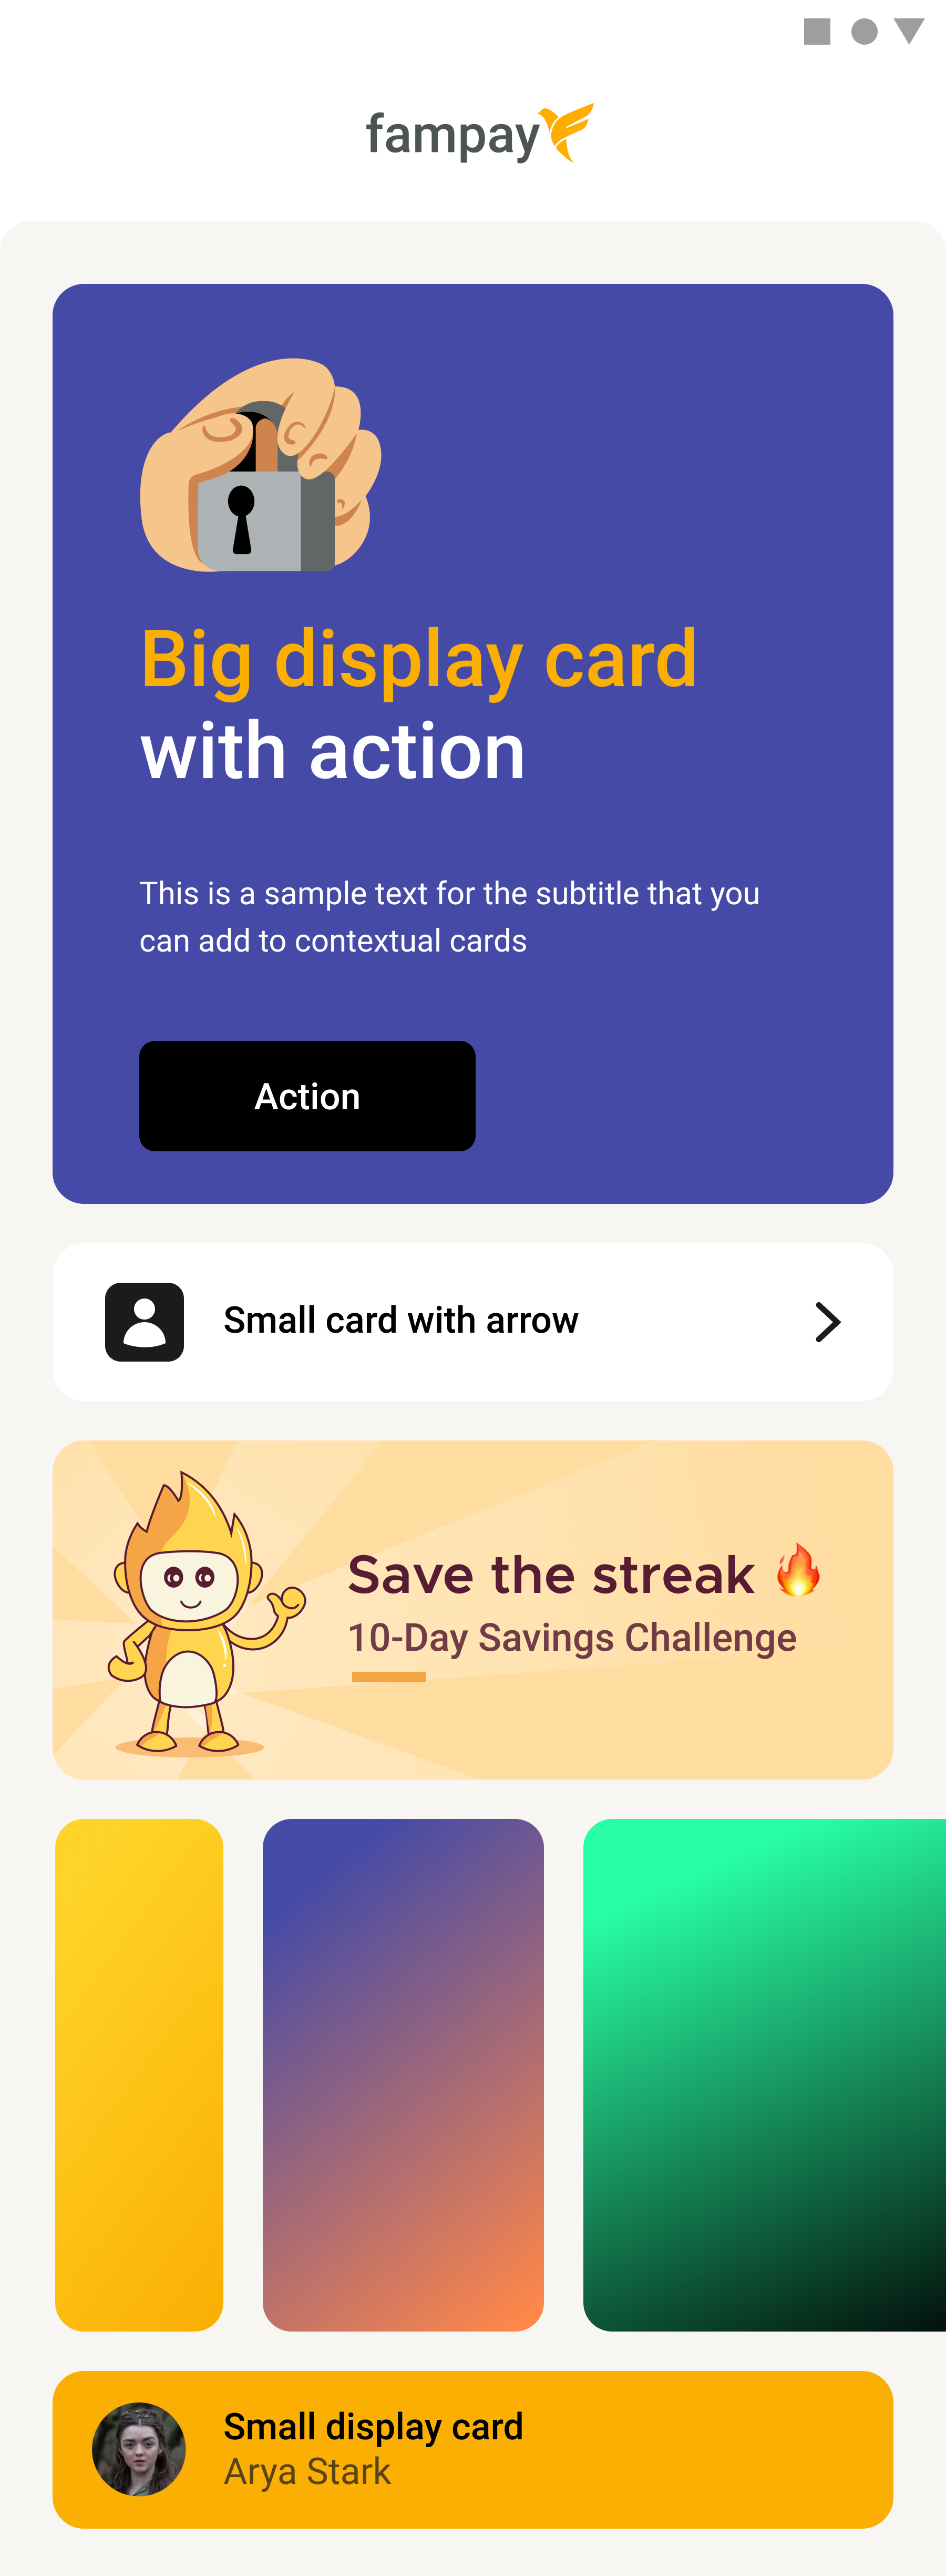 fampay
Big display card
with action
This is a sample text for the subtitle that you
can add to contextual cards
Action
Small card with arrow
Save the streak 🔥
10-Day Savings Challenge
Small display card
Arya Stark